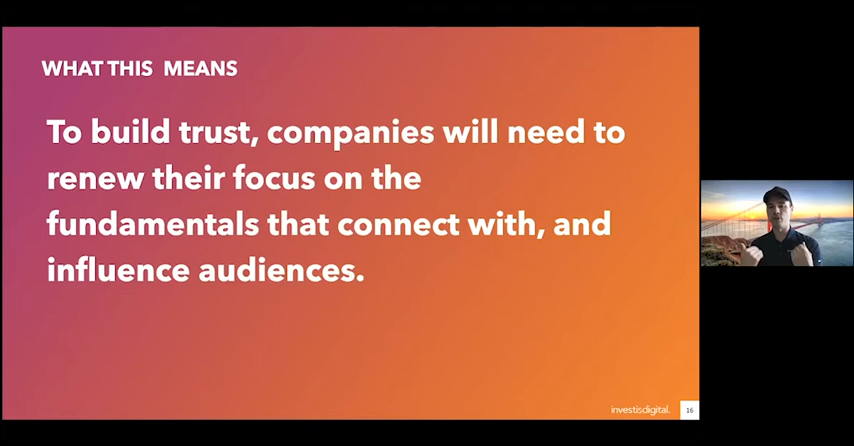 WHAT THIS MEANS
To build trust, companies will need to
renew their focus on the
fundamentals that connect with, and
influence audiences.
investisdigital.
16